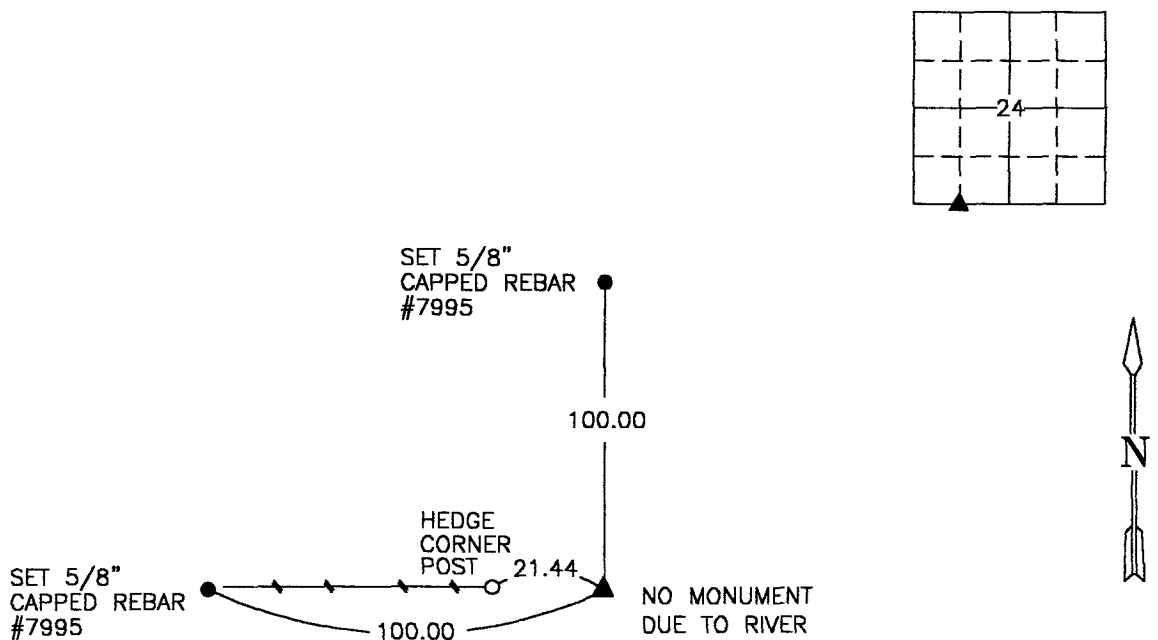 24
SET 5/8"
CAPPED REBAR
#7995
100.00
N
HEDGE
CORNER
POST
21.44
SET 5/8"
CAPPED REBAR
#7995
100.00
NO MONUMENT
DUE TO RIVER